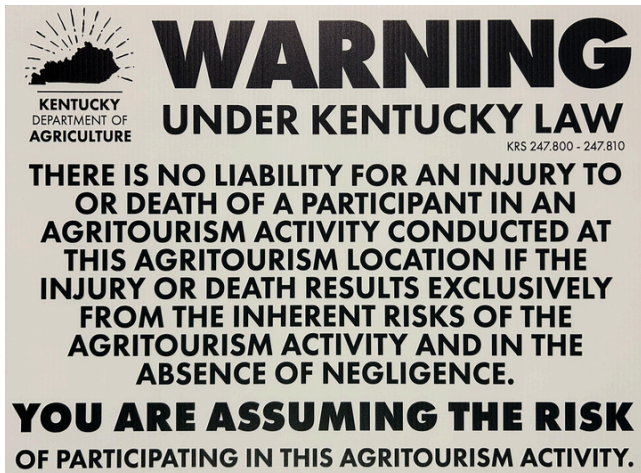 WARNING
KENTUCKY
DEPARTMENT OF
AGRICULTURE
UNDER KENTUCKY LAW
KRS 247.800 - 247.810
THERE IS NO LIABILITY FOR AN INJURY TO
OR DEATH OF A PARTICIPANT IN AN
AGRITOURISM ACTIVITY CONDUCTED AT
THIS AGRITOURISM LOCATION IF THE
INJURY OR DEATH RESULTS EXCLUSIVELY
FROM THE INHERENT RISKS OF THE
AGRITOURISM ACTIVITY AND IN THE
ABSENCE OF NEGLIGENCE.
YOU ARE ASSUMING THE RISK
OF PARTICIPATING IN THIS AGRITOURISM ACTIVITY.